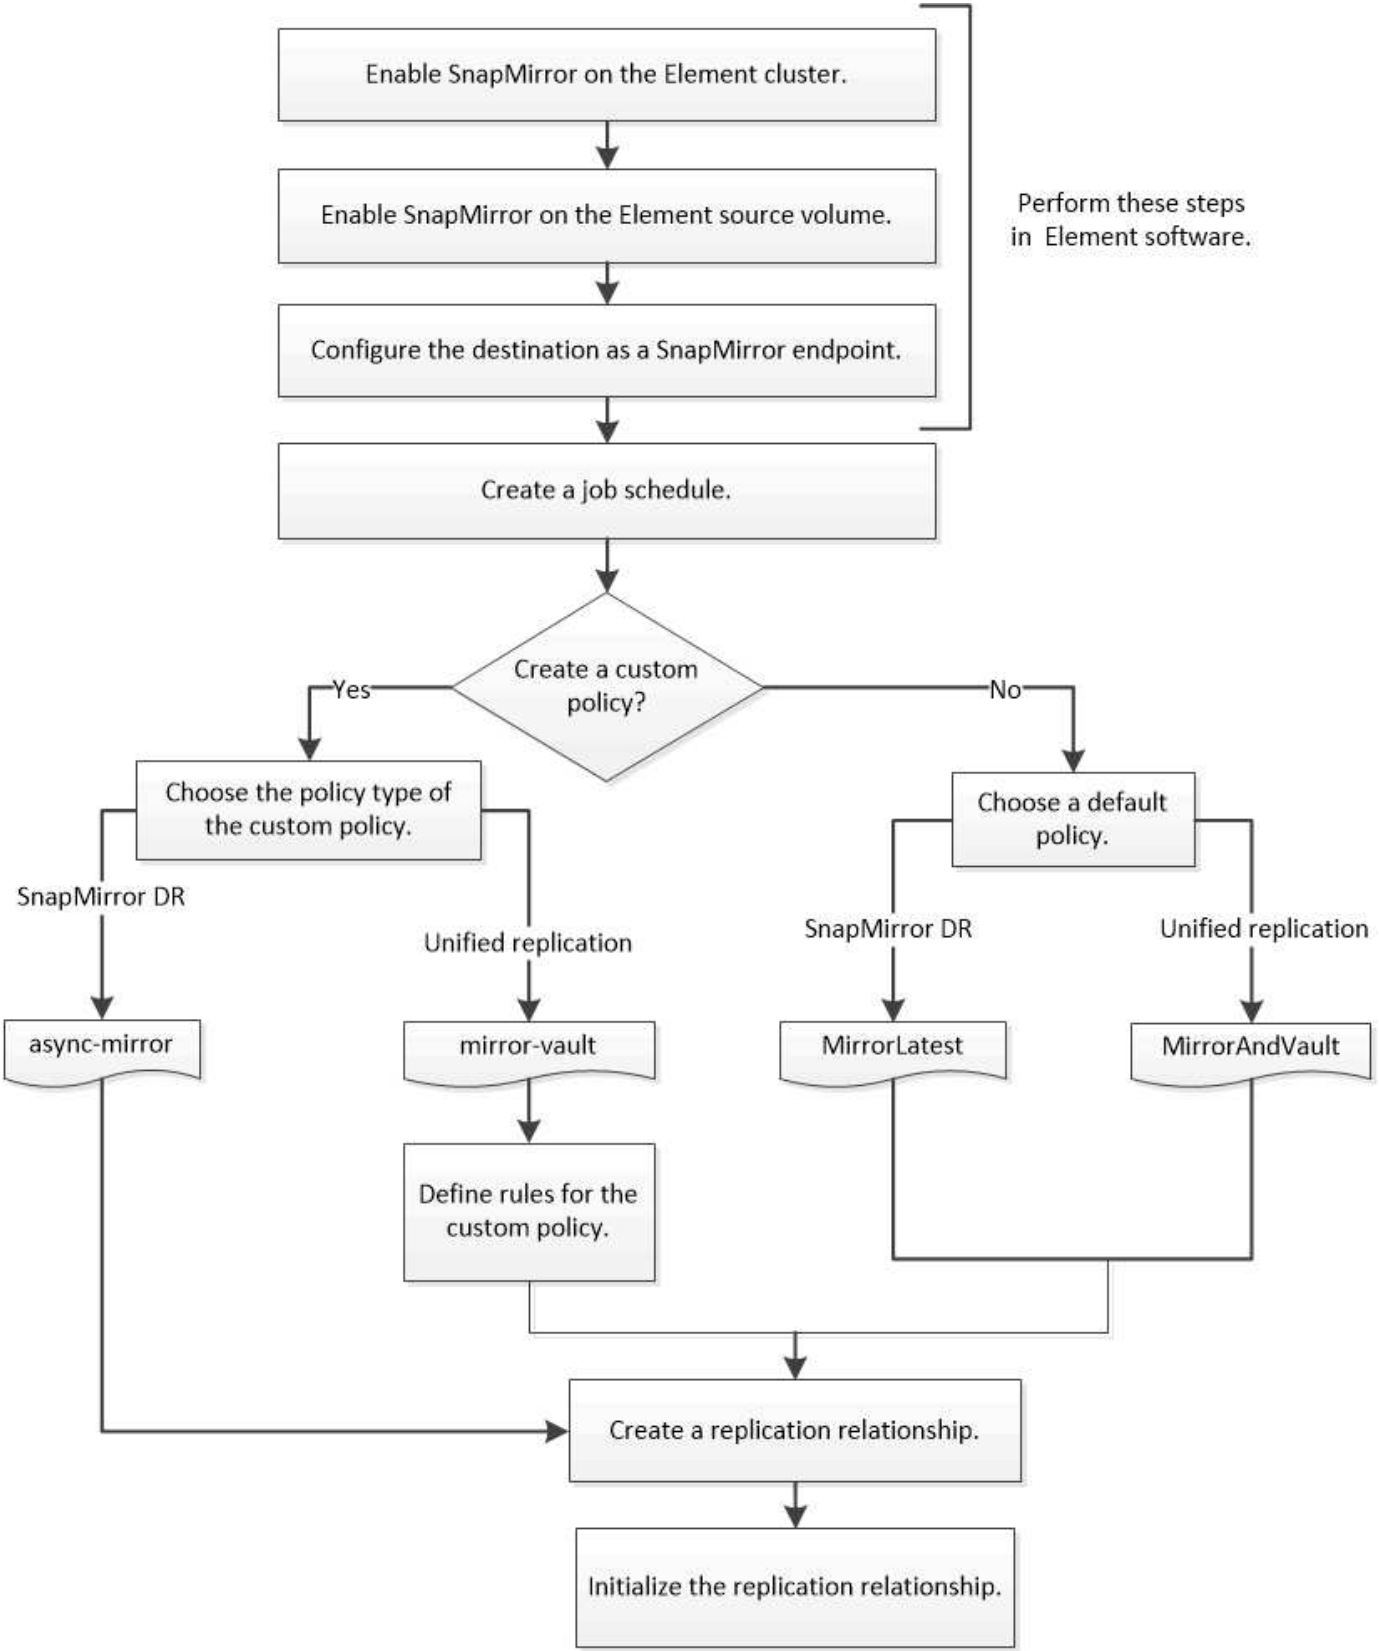 Enable SnapMirror on the Element cluster.
Enable SnapMirror on the Element source volume.
Perform these steps
in Element software.
Configure the destination as a SnapMirror endpoint.
Create a job schedule.
Create a custom
policy?
Yes
No
Choose the policy type of
the custom policy.
Choose a default
policy.
SnapMirror DR
Unified replication
SnapMirror DR
Unified replication
async-mirror
mirror-vault
MirrorLatest
MirrorAndVault
Define rules for the
custom policy.
Create a replication relationship.
Initialize the replication relationship.